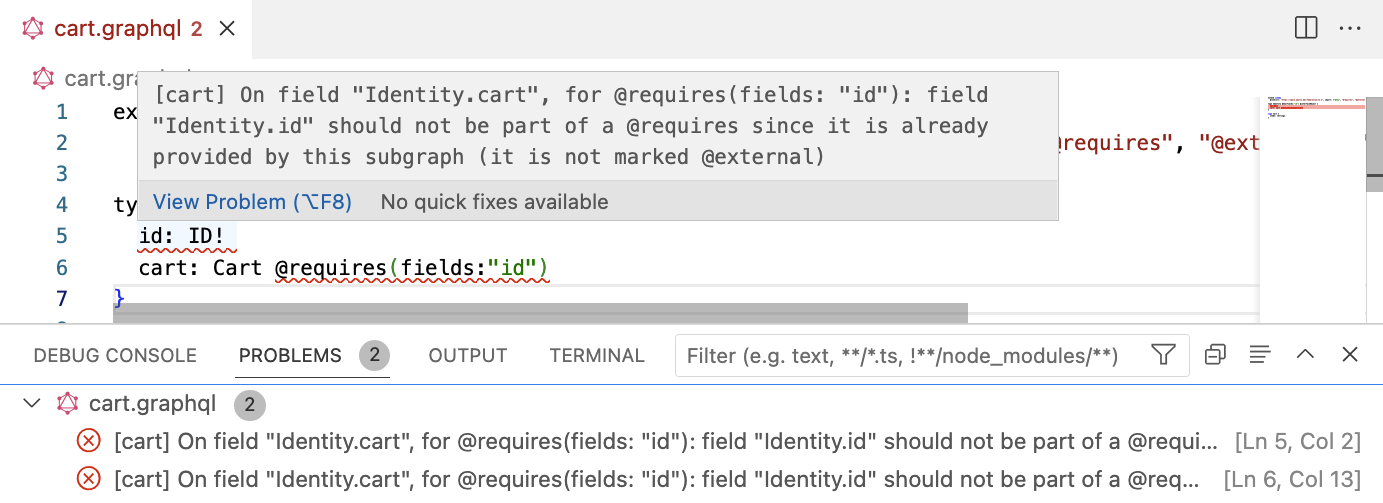 cart.graphql 2
cart.gra
[cart] On field "Identity.cart", for @requires(fields: "id"): field
"Identity.id" should not be part of a @requires since it is already
provided by this subgraph (it is not marked @external)
View Problem (⌥F8) No quick fixes available
1 ex
2 requires", "@ext
3
4 ty
5 id: ID!
6 cart: Cart @requires(fields:"id")
7 }
DEBUG CONSOLE PROBLEMS 2 OUTPUT TERMINAL Filter (e.g. text, **/*.ts, !**/node_modules/**)
cart.graphql 2
[cart] On field "Identity.cart", for @requires(fields: "id"): field "Identity.id" should not be part of a @requi... [Ln 5, Col 2]
[cart] On field "Identity.cart", for @requires(fields: "id"): field "Identity.id" should not be part of a @req... [Ln 6, Col 13]